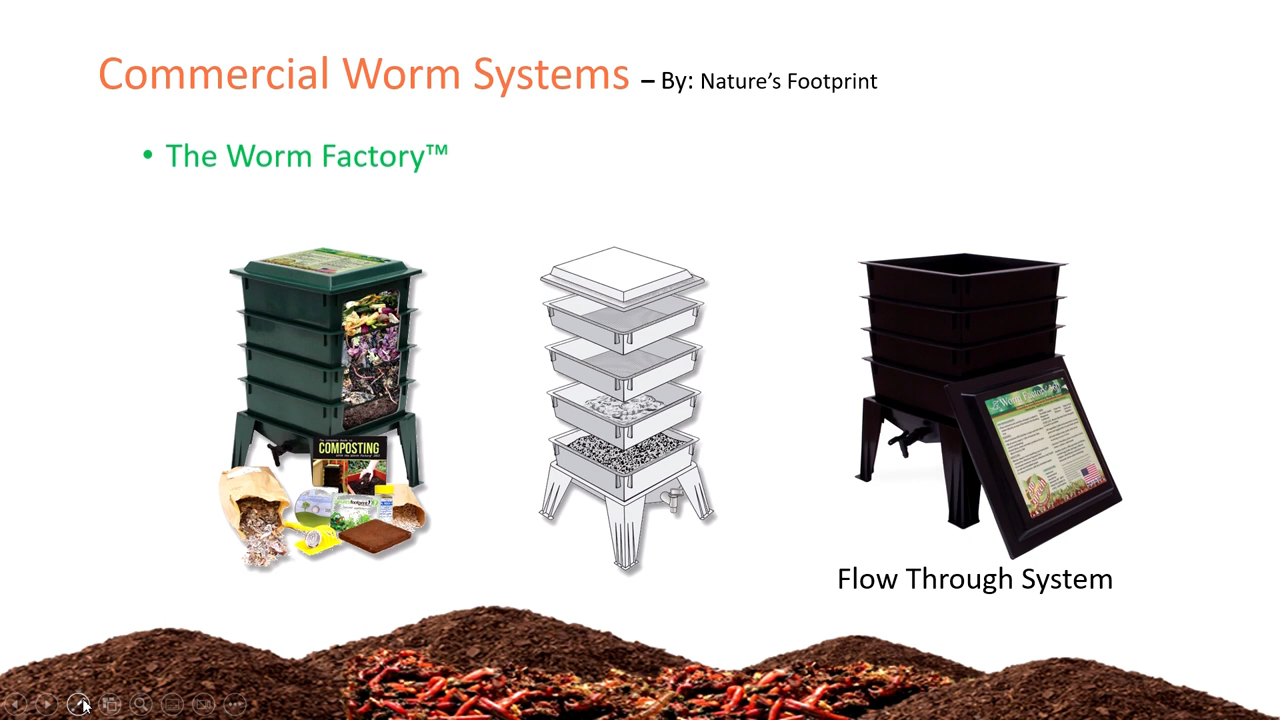 Commercial Worm Systems – By: Nature's Footprint
• The Worm Factory™
COMPOSTING
Flow Through System